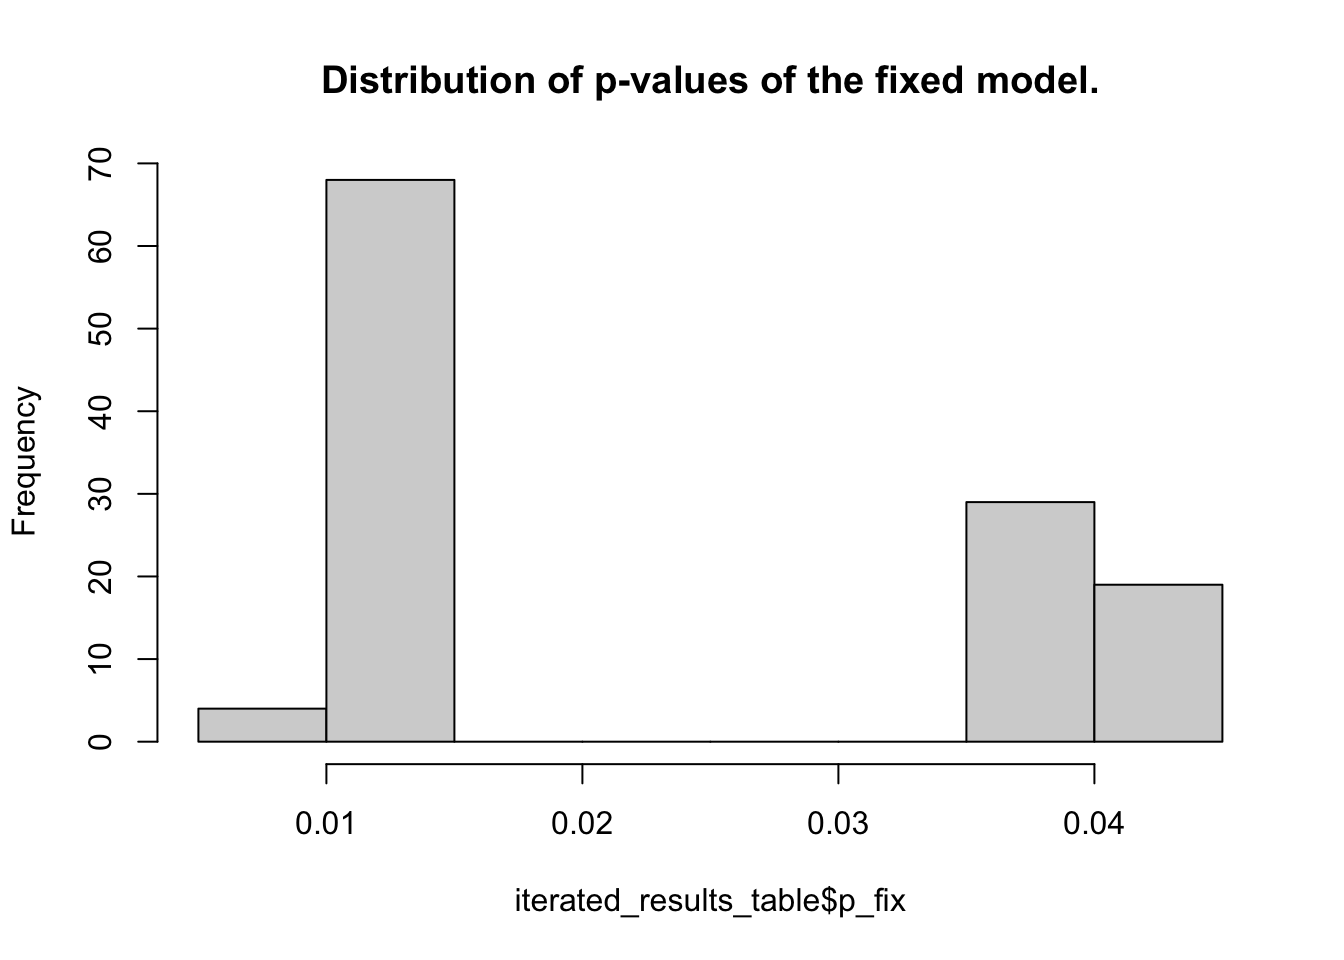 Distribution of p-values of the fixed model.
Frequency
70
60
50
40
30
20
10
0
0.01 0.02 0.03 0.04
iterated_results_table$p_fix